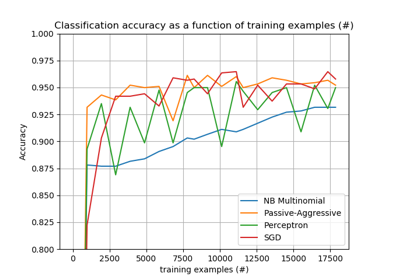 Classification accuracy as a function of training examples (#)
1.000
0.975
0.950
0.925
0.900
0.875
0.850
0.825
0.800
Accuracy
NB Multinomial
Passive-Aggressive
Perceptron
SGD
0 2500 5000 7500 10000 12500 15000 17500
training examples (#)